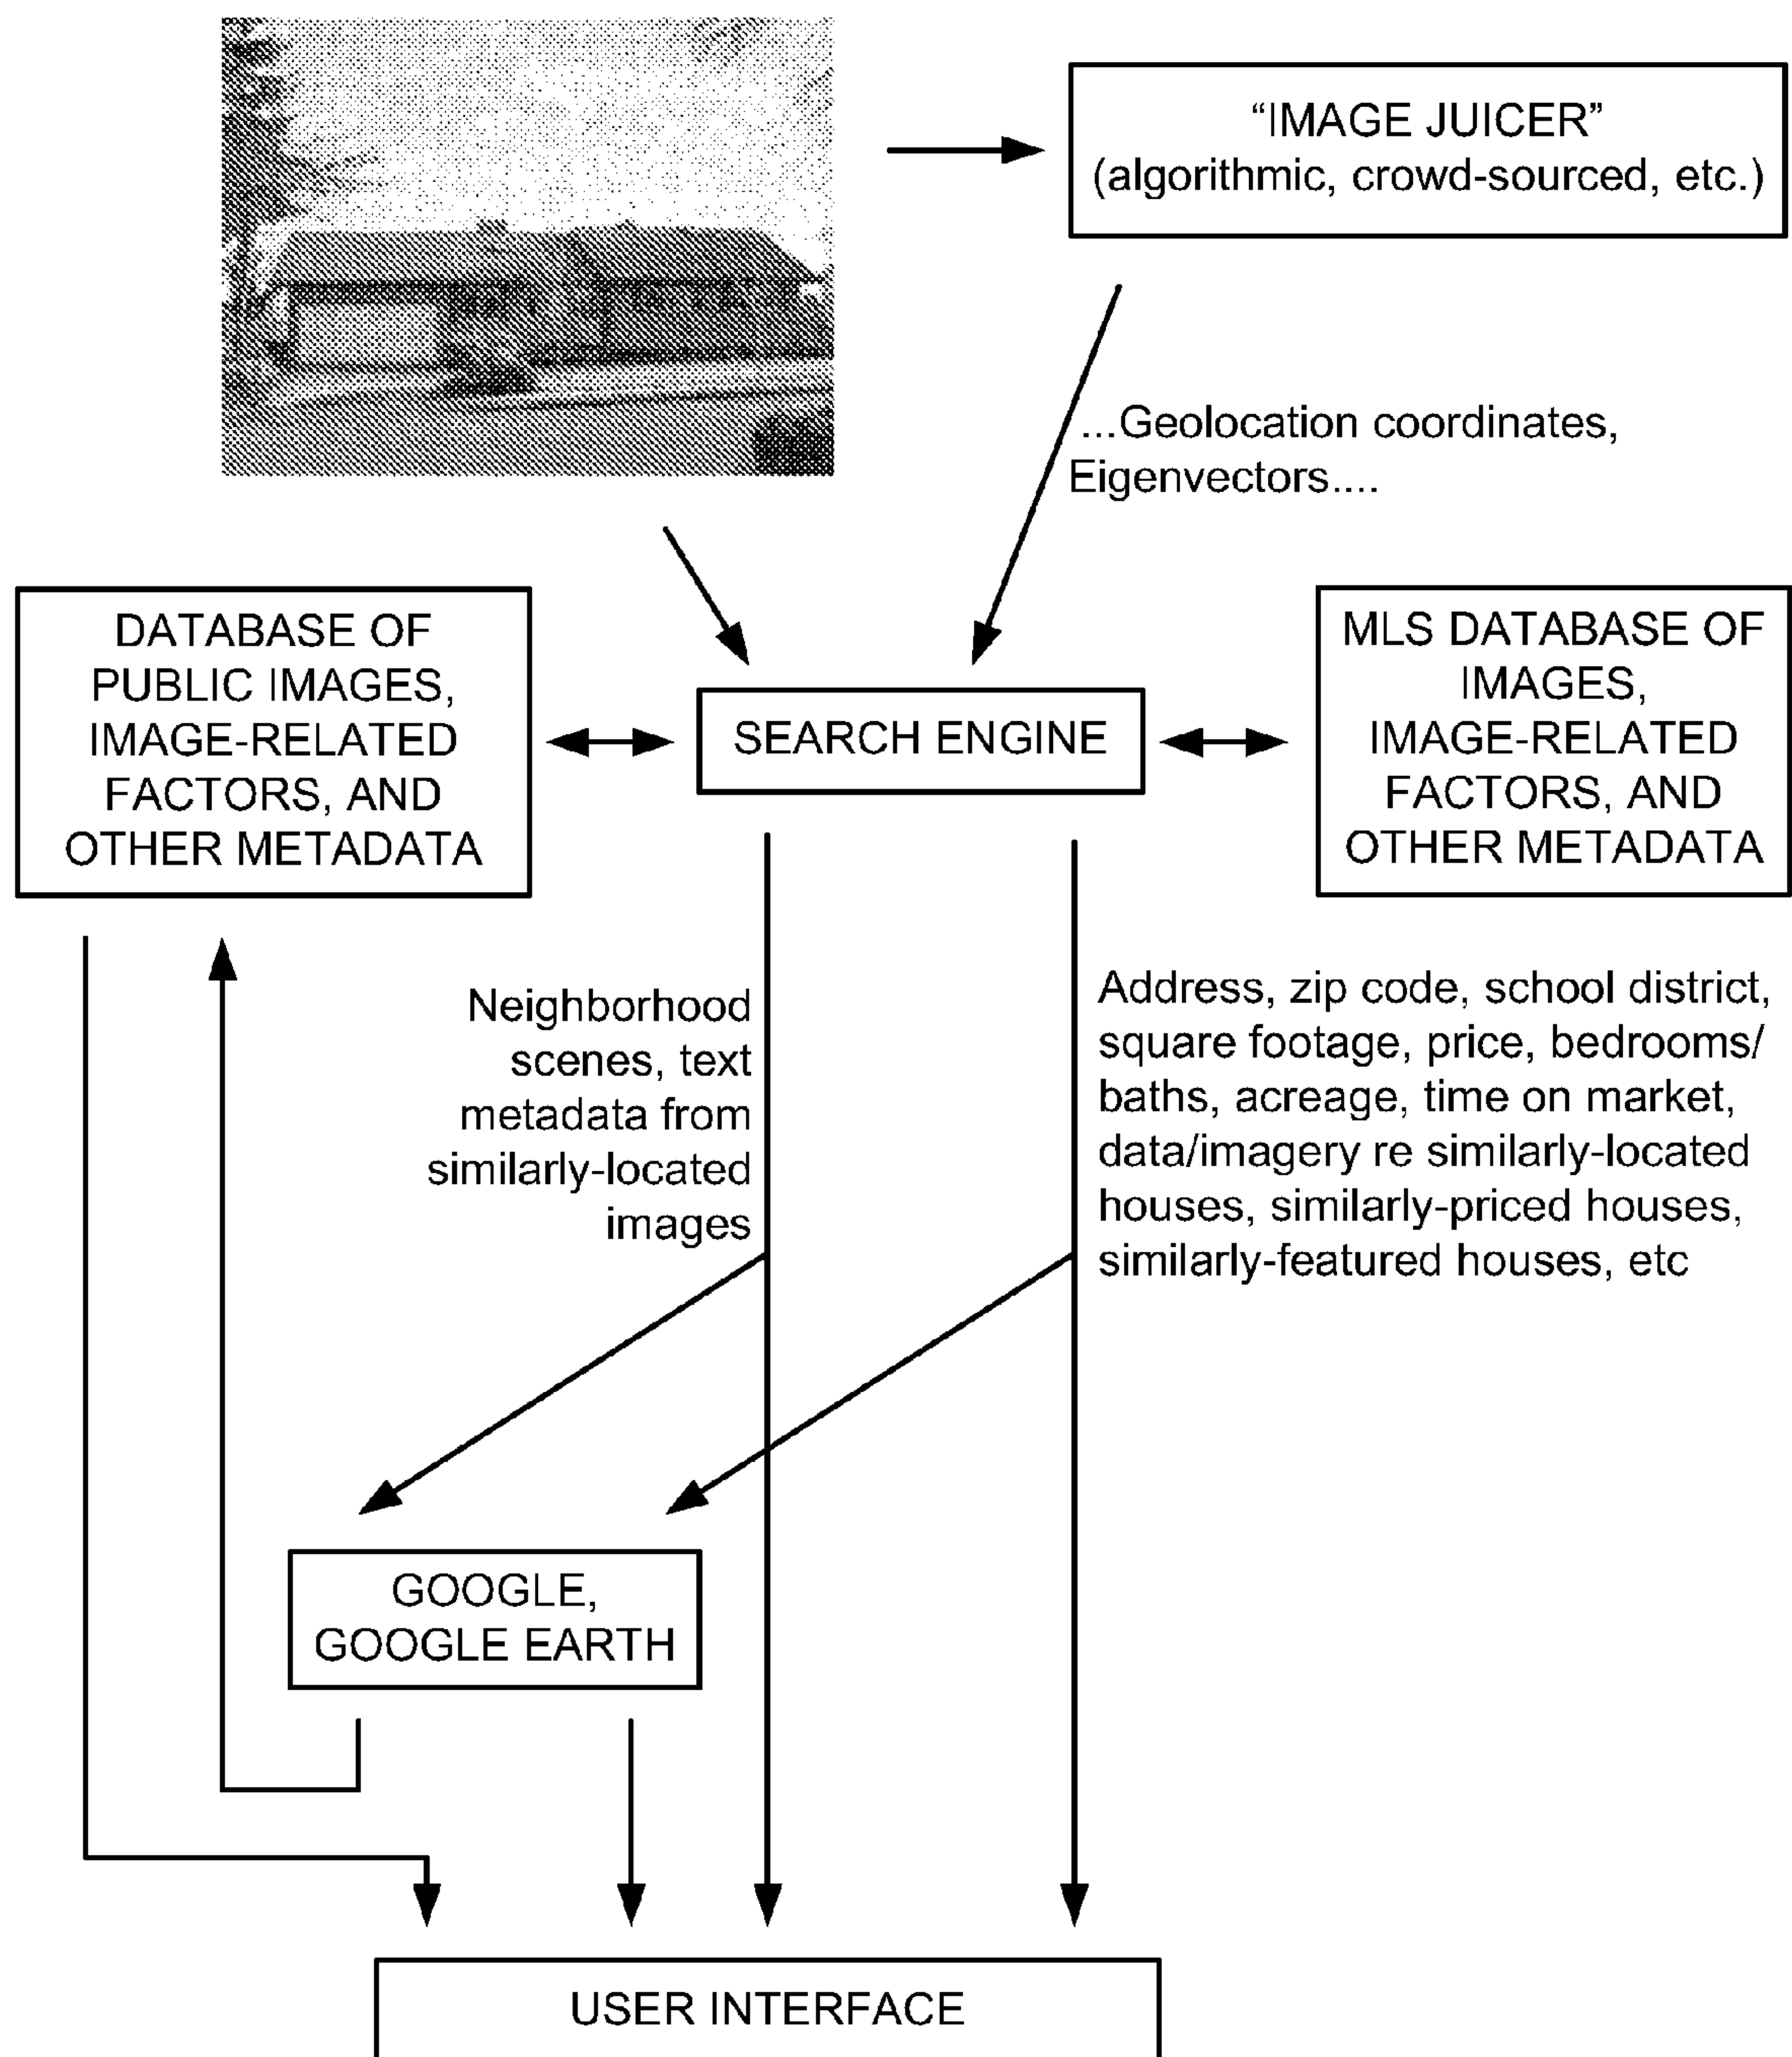 “IMAGE JUICER”
(algorithmic, crowd-sourced, etc.)
...Geolocation coordinates,
Eigenvectors....
DATABASE OF
PUBLIC IMAGES,
IMAGE-RELATED
FACTORS, AND
OTHER METADATA
SEARCH ENGINE
MLS DATABASE OF
IMAGES,
IMAGE-RELATED
FACTORS, AND
OTHER METADATA
Neighborhood
scenes, text
metadata from
similarly-located
images
Address, zip code, school district,
square footage, price, bedrooms/
baths, acreage, time on market,
data/imagery re similarly-located
houses, similarly-priced houses,
similarly-featured houses, etc
GOOGLE,
GOOGLE EARTH
USER INTERFACE